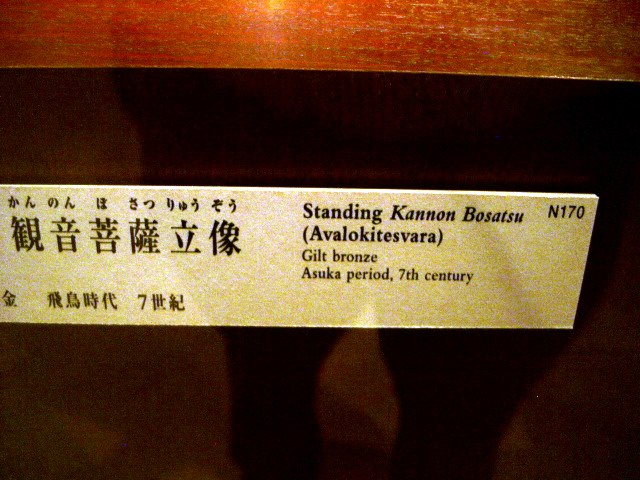 かんのんぼさつりゅうぞう
観音菩薩立像
金 飛鳥時代 7世紀
Standing Kannon Bosatsu
(Avalokitesvara)
Gilt bronze
Asuka period, 7th century
N170